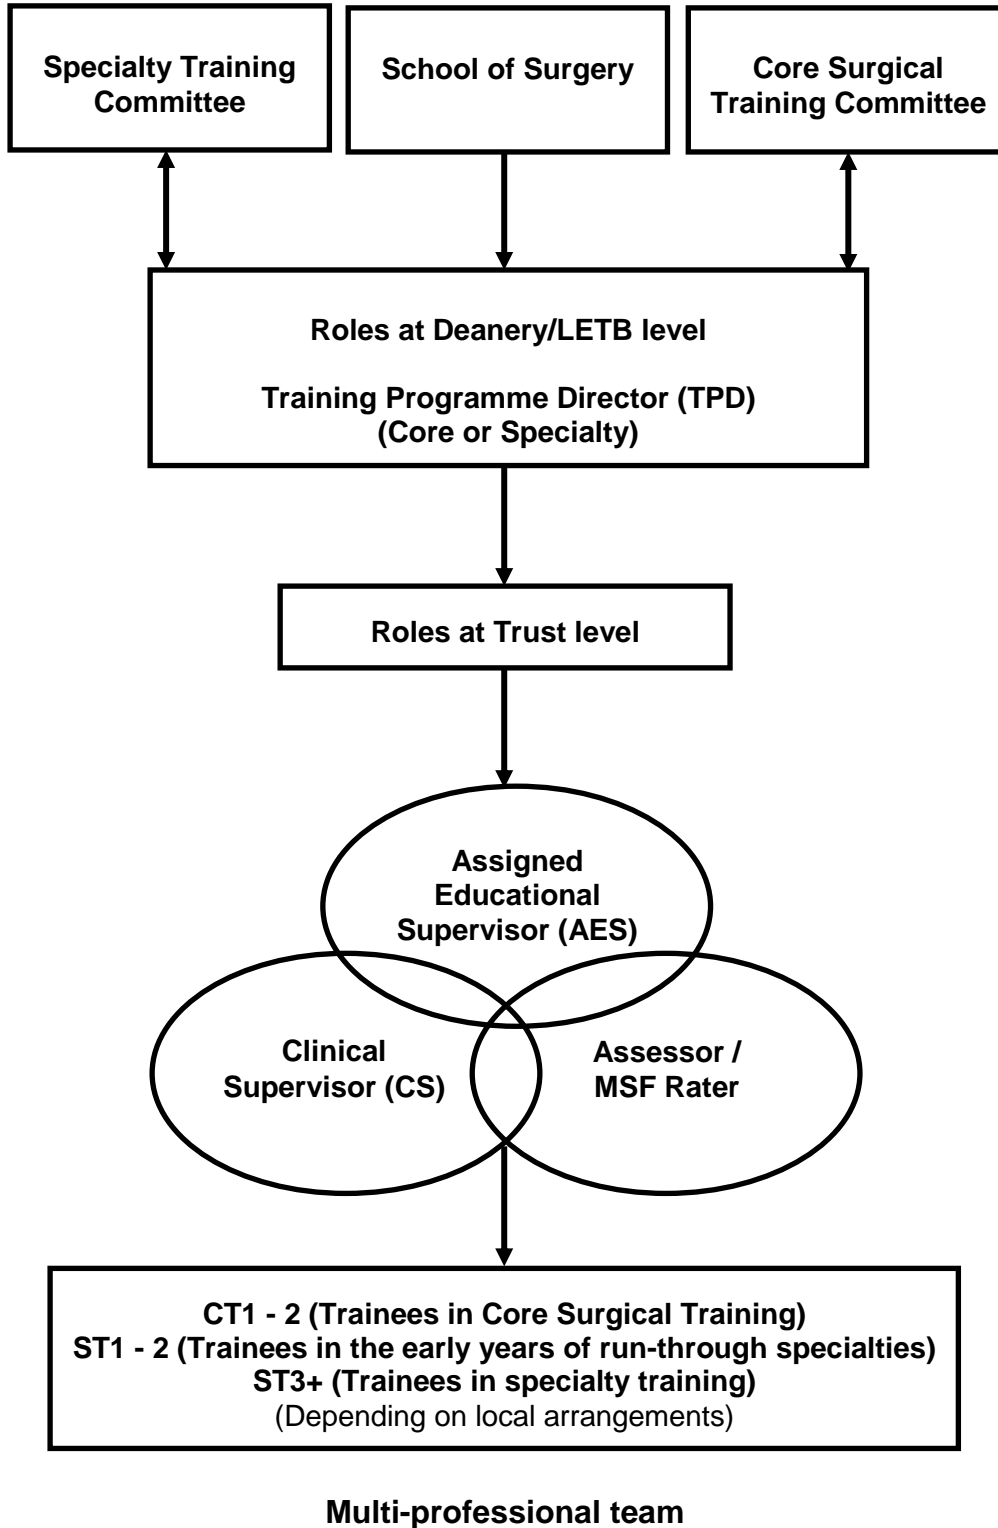 Specialty Training
Committee
School of Surgery
Core Surgical
Training Committee
Roles at Deanery/LETB level
Training Programme Director (TPD)
(Core or Specialty)
Roles at Trust level
Assigned
Educational
Supervisor (AES)
Clinical
Supervisor (CS)
Assessor /
MSF Rater
CT1 - 2 (Trainees in Core Surgical Training)
ST1 - 2 (Trainees in the early years of run-through specialties)
ST3+ (Trainees in specialty training)
(Depending on local arrangements)
Multi-professional team